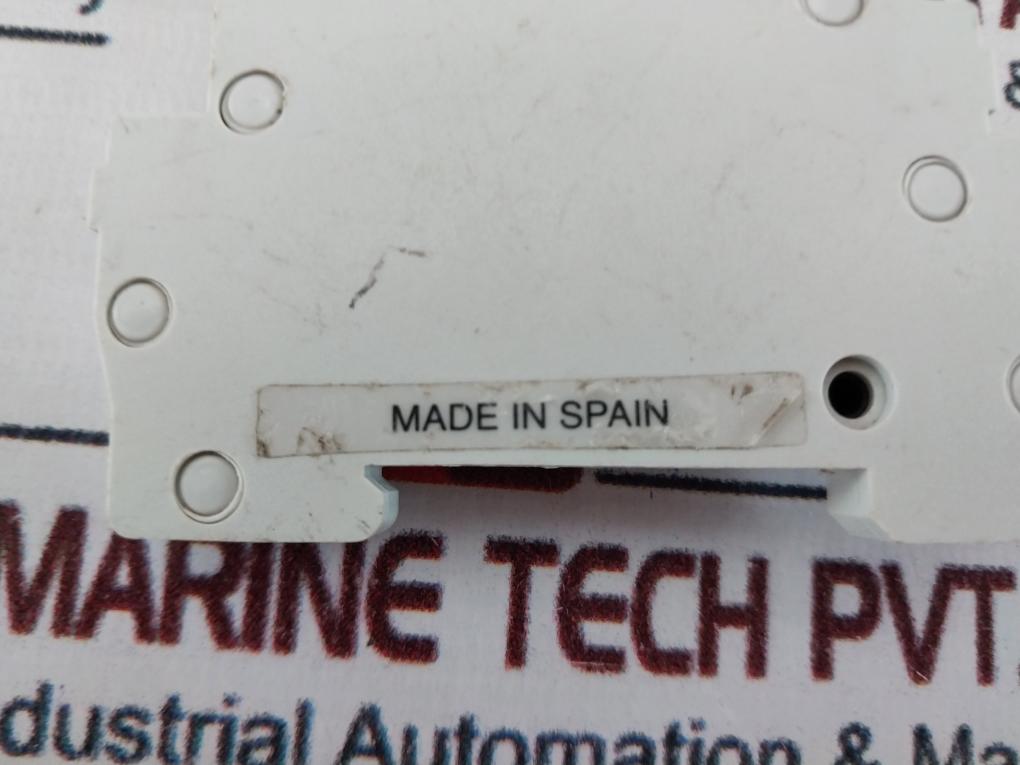 &
MADE IN SPAIN
MARINE TECH PVT.
dustrial Automation & Ma